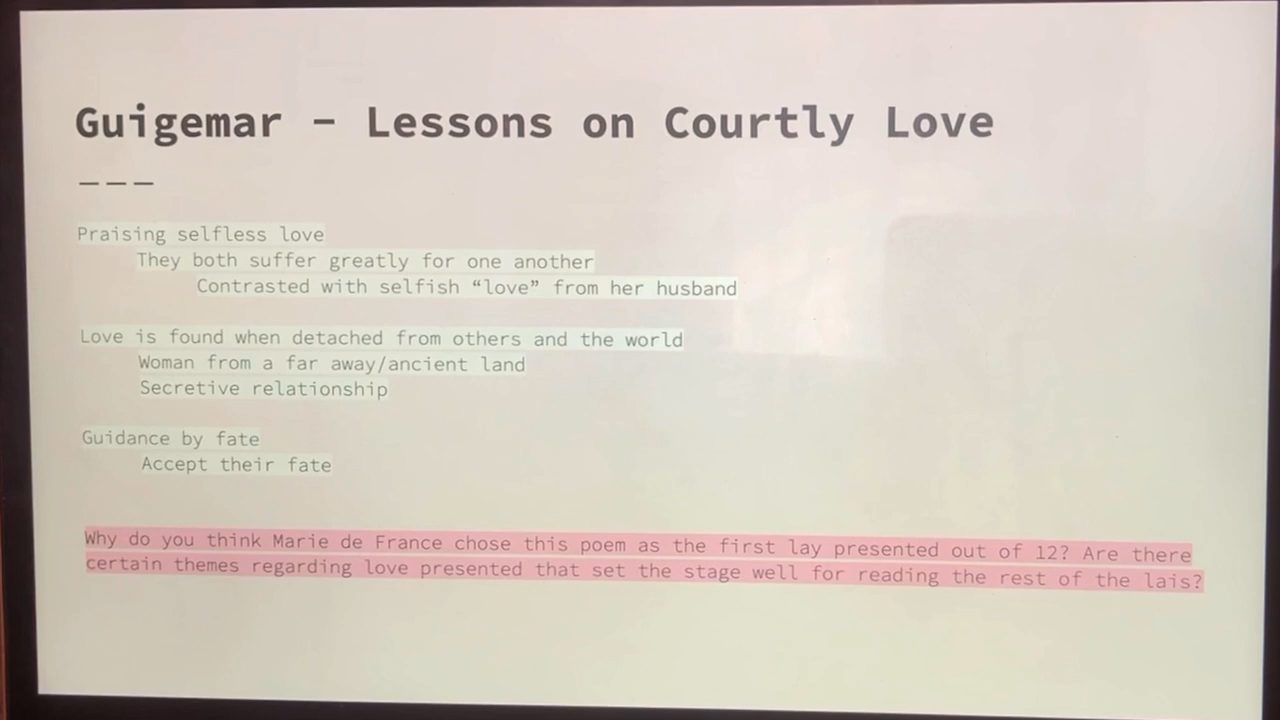 Guigemar - Lessons on Courtly Love
———
Praising selfless love
They both suffer greatly for one another
Contrasted with selfish “love” from her husband
Love is found when detached from others and the world
Woman from a far away/ancient land
Secretive relationship
Guidance by fate
Accept their fate
Why do you think Marie de France chose this poem as the first lay presented out of 12? Are there
certain themes regarding love presented that set the stage well for reading the rest of the lais?